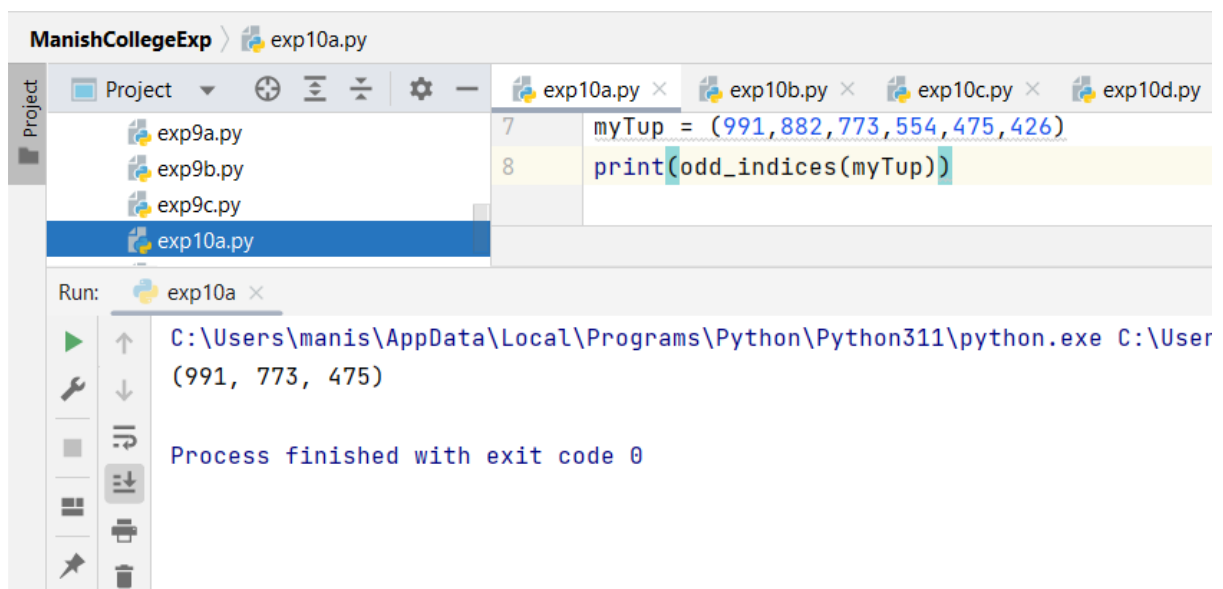 ManishCollegeExp 〉 exp10a.py
Project
Project
exp9a.py
exp9b.py
exp9c.py
exp10a.py
exp10a.py × exp10b.py × exp10c.py × exp10d.py
7 myTup = (991,882,773,554,475,426)
8 print(odd_indices(myTup))
Run: exp10a ×
C:\Users\manis\AppData\Local\Programs\Python\Python311\python.exe C:\User
(991, 773, 475)
Process finished with exit code 0